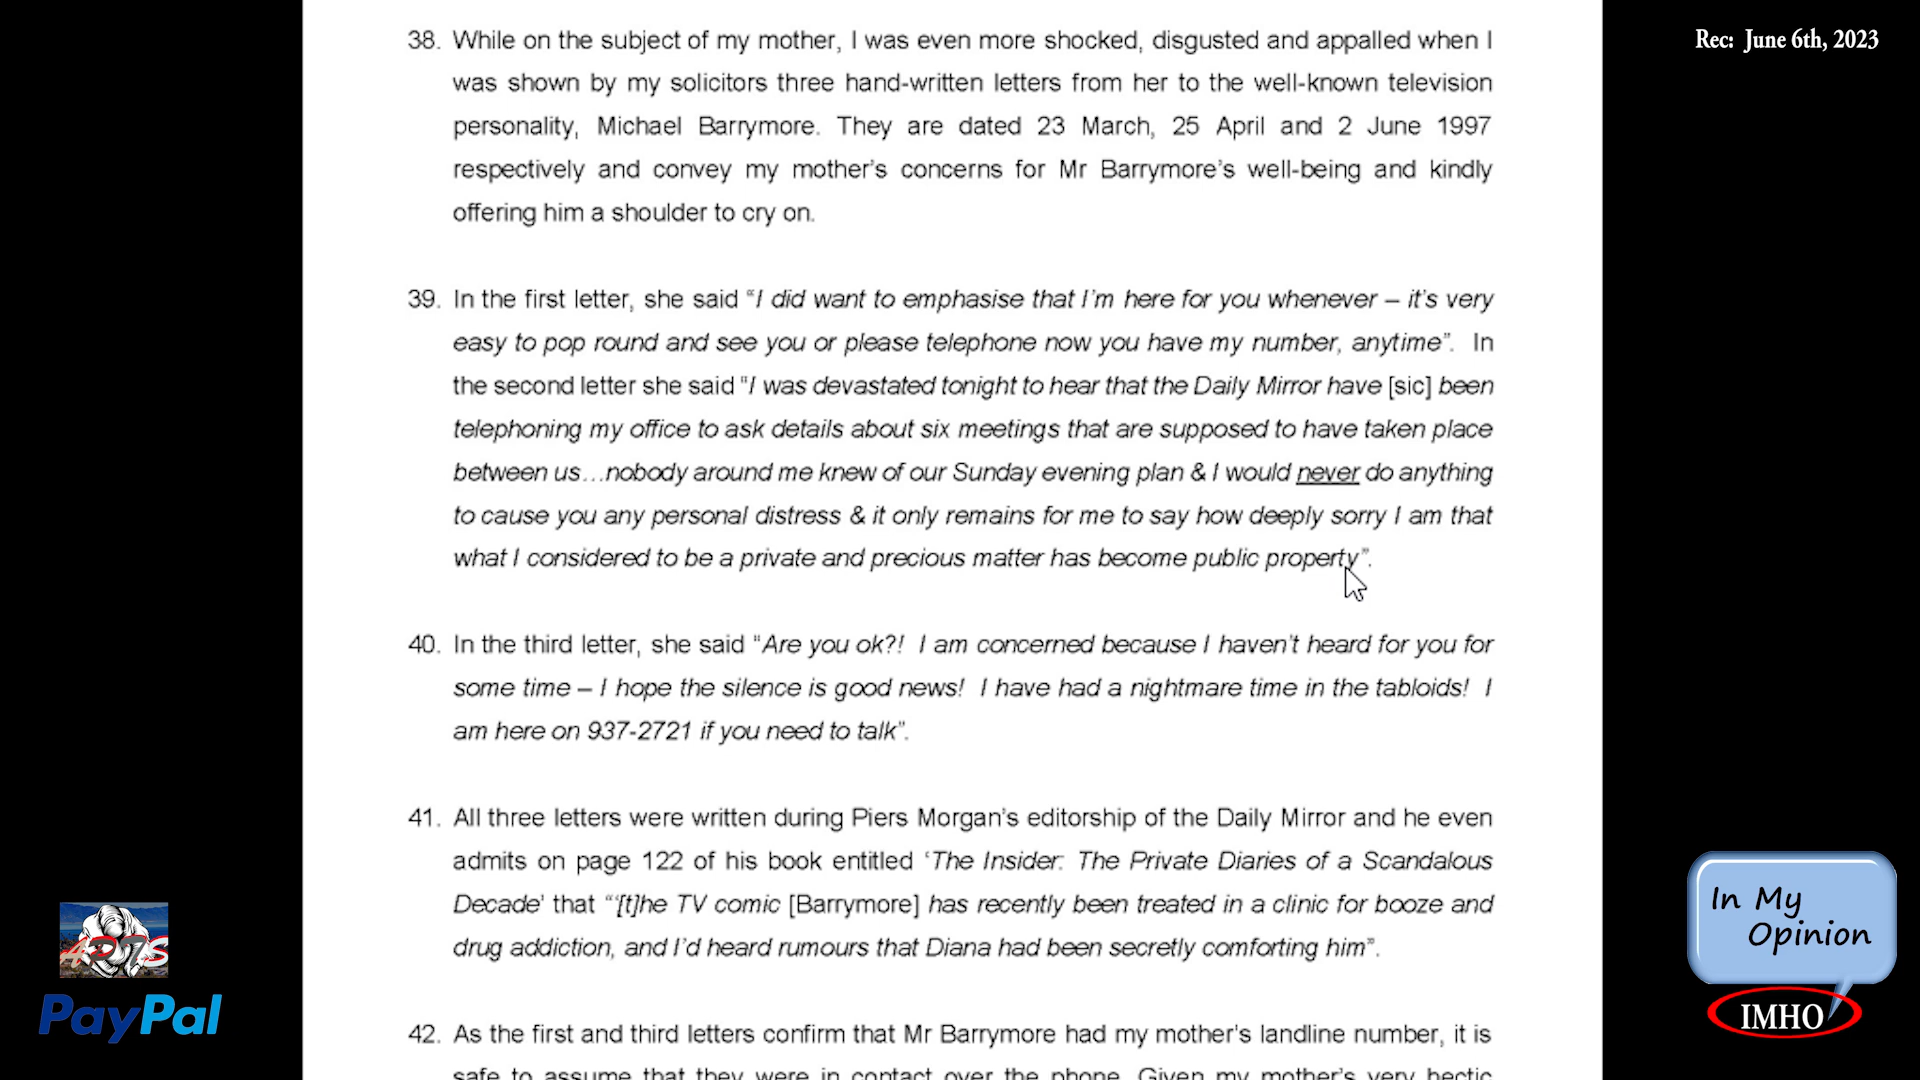 38. While on the subject of my mother, I was even more shocked, disgusted and appalled when I
was shown by my solicitors three hand-written letters from her to the well-known television
personality, Michael Barrymore. They are dated 23 March, 25 April and 2 June 1997
respectively and convey my mother's concerns for Mr Barrymore's well-being and kindly
offering him a shoulder to cry on.
39. In the first letter, she said "I did want to emphasise that I'm here for you whenever – it's very
easy to pop round and see you or please telephone now you have my number, anytime". In
the second letter she said "I was devastated tonight to hear that the Daily Mirror have [sic] been
telephoning my office to ask details about six meetings that are supposed to have taken place
between us…nobody around me knew of our Sunday evening plan & I would never do anything
to cause you any personal distress & it only remains for me to say how deeply sorry I am that
what I considered to be a private and precious matter has become public property".
40. In the third letter, she said "Are you ok?! I am concerned because I haven't heard for you for
some time – I hope the silence is good news! I have had a nightmare time in the tabloids! I
am here on 937-2721 if you need to talk".
41. All three letters were written during Piers Morgan's editorship of the Daily Mirror and he even
admits on page 122 of his book entitled 'The Insider: The Private Diaries of a Scandalous
Decade' that "'[t]he TV comic [Barrymore] has recently been treated in a clinic for booze and
drug addiction, and I'd heard rumours that Diana had been secretly comforting him".
42. As the first and third letters confirm that Mr Barrymore had my mother's landline number, it is
safe to assume that they were in contact over the phone. Given my mother's very hectic
Rec: June 6th, 2023
PayPal
In My
Opinion
IMHO